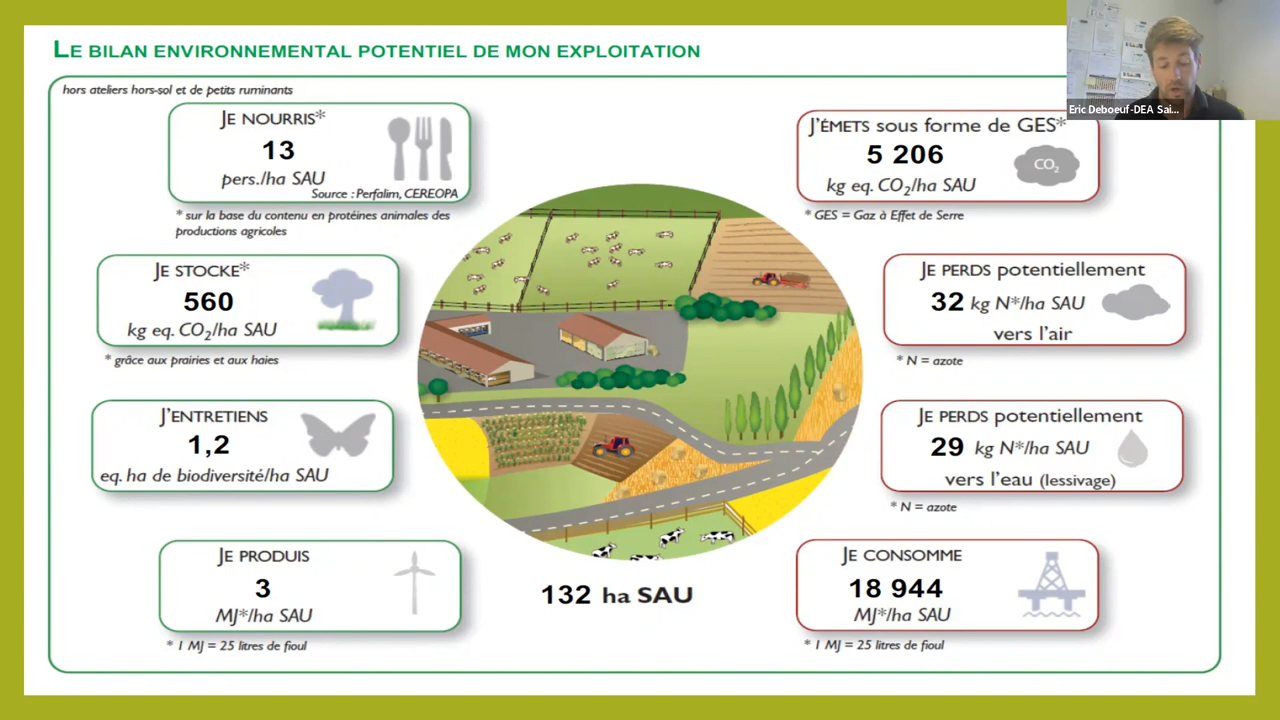 LE BILAN ENVIRONNEMENTAL POTENTIEL DE MON EXPLOITATION
hors ateliers hors-sol et de petits ruminants
JE NOURRIS*
13
pers./ha SAU
Source : Perfalim, CEREOPA
* sur la base du contenu en protéines animales des
productions agricoles
JE STOCKE*
560
kg eq. CO₂/ha SAU
* grâce aux prairies et aux haies
J'ENTRETIENS
1,2
eq. ha de biodiversité/ha SAU
JE PRODUIS
3
MJ*/ha SAU
* 1 MJ = 25 litres de fioul
132 ha SAU
J'ÉMETS sous forme de GES*
5 206
kg eq. CO₂/ha SAU
CO₂
* GES = Gaz à Effet de Serre
JE PERDS potentiellement
32 kg N*/ha SAU
vers l'air
* N = azote
JE PERDS potentiellement
29 kg N*/ha SAU
vers l'eau (lessivage)
* N = azote
JE CONSOMME
18 944
MJ*/ha SAU
* 1 MJ = 25 litres de fioul
Eric Deboeuf-DEA Sai...